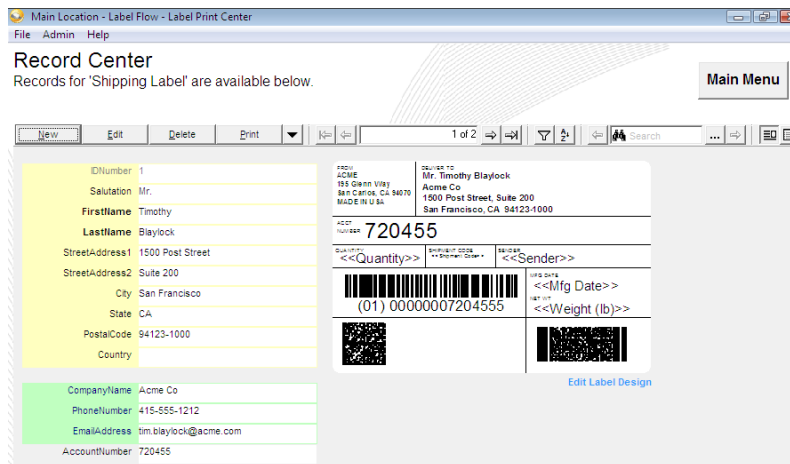 Main Location - Label Flow - Label Print Center
File Admin Help
Record Center
Records for 'Shipping Label' are available below.
Main Menu
New Edit Delete Print 1 of 2 Search ...
IDNumber 1
Salutation Mr.
FirstName Timothy
LastName Blaylock
StreetAddress1 1500 Post Street
StreetAddress2 Suite 200
City San Francisco
State CA
PostalCode 94123-1000
Country
CompanyName Acme Co
PhoneNumber 415-555-1212
EmailAddress tim.blaylock@acme.com
AccountNumber 720455
FROM
ACME
195 Glenn Way
San Carlos, CA 94070
MADE IN USA
DELIVER TO
Mr. Timothy Blaylock
Acme Co
1500 Post Street, Suite 200
San Francisco, CA 94123-1000
ACCT
NUMBER 720455
QUANTITY
<<Quantity>>
SHIPMENT CODE
<<Shipment Code>>
SENDER
<<Sender>>
(01) 00000007204555
MFG DATE
<<Mfg Date>>
NET WT
<<Weight (lb)>>
Edit Label Design